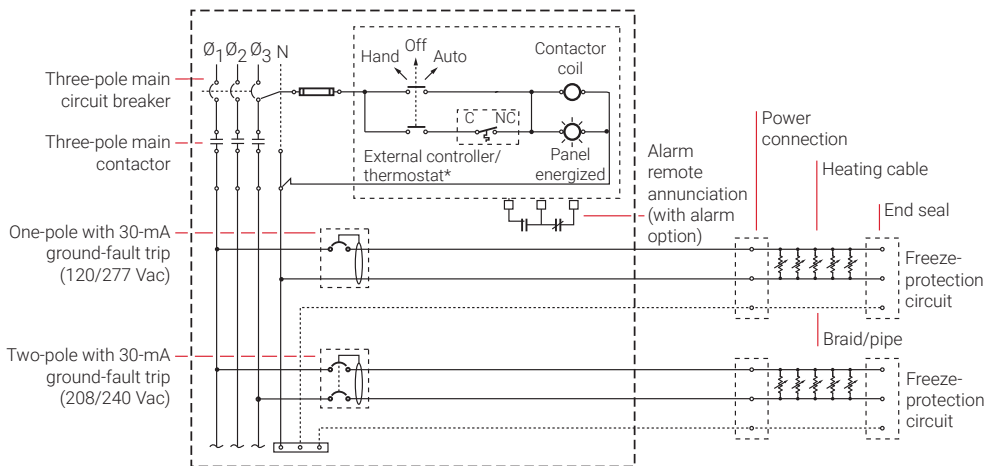 Ø1 Ø2 Ø3 N
Off
Hand
Auto
Contactor
coil
Three-pole main
circuit breaker
C NC
Three-pole main
contactor
External controller/
thermostat*
Panel
energized
Alarm
remote
annunciation
(with alarm
option)
Power
connection
Heating cable
End seal
One-pole with 30-mA
ground-fault trip
(120/277 Vac)
Freeze-
protection
circuit
Braid/pipe
Two-pole with 30-mA
ground-fault trip
(208/240 Vac)
Freeze-
protection
circuit